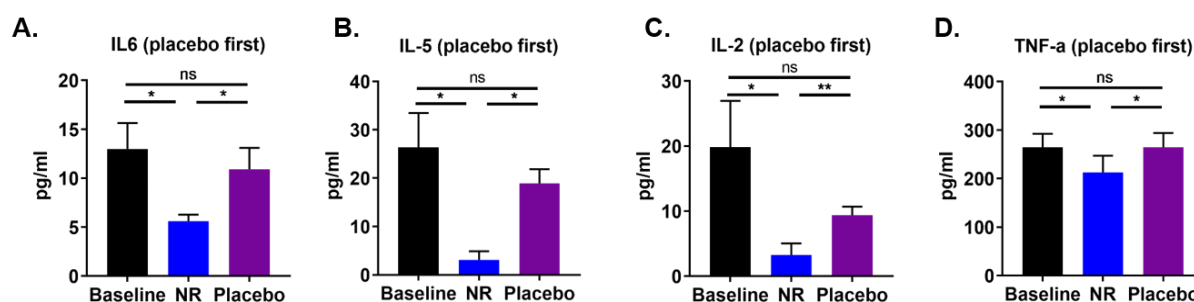 A.
IL6 (placebo first)
pg/ml
20
15
10
5
0
ns
*
*
Baseline NR Placebo
B.
IL-5 (placebo first)
pg/ml
40
30
20
10
0
ns
*
*
Baseline NR Placebo
C.
IL-2 (placebo first)
pg/ml
30
20
10
0
ns
*
**
Baseline NR Placebo
D.
TNF-a (placebo first)
pg/ml
400
300
200
100
0
ns
*
*
Baseline NR Placebo